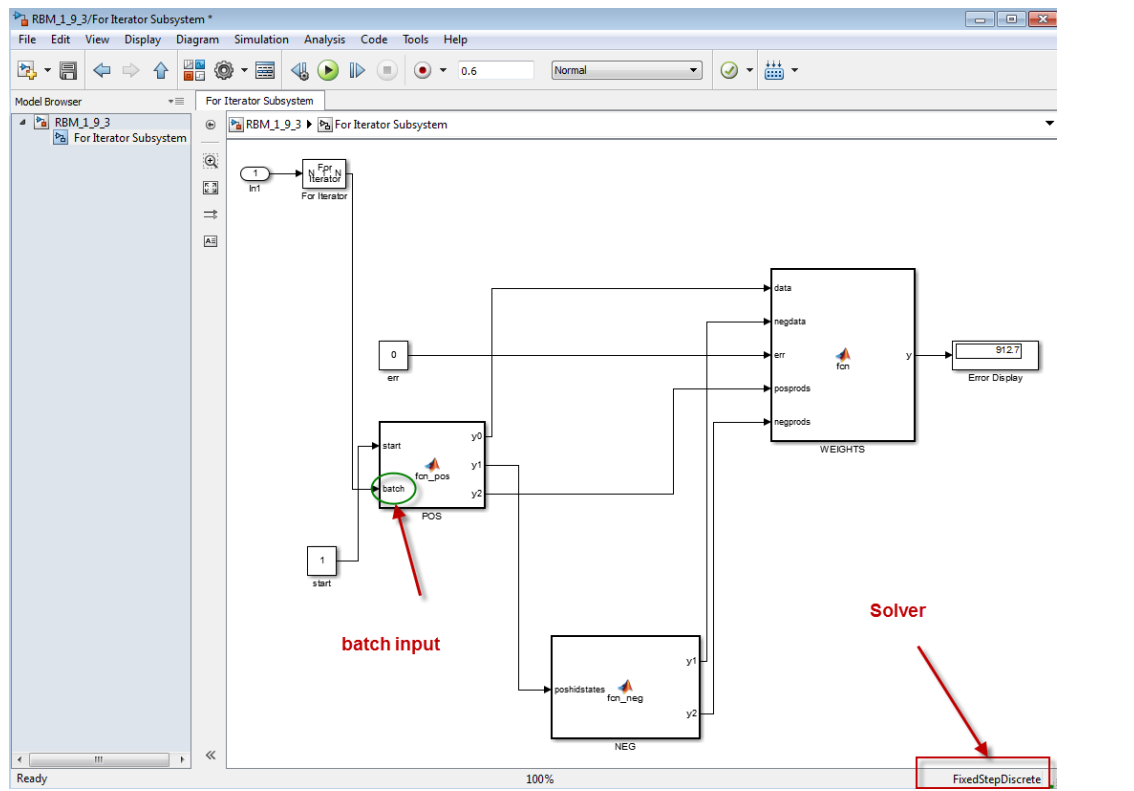 RBM_1_9_3/For Iterator Subsystem *
File Edit View Display Diagram Simulation Analysis Code Tools Help
0.6 Normal
Model Browser
For Iterator Subsystem
RBM_1_9_3
RBM_1_9_3 For Iterator Subsystem
For Iterator Subsystem
1
In1
For
N T N
Iterator
For Iterator
data
negdata
err
posprods
negprods
fcn
y
WEIGHTS
912.7
Error Display
0
err
start
batch
fcn_pos
y0
y1
y2
POS
1
start
batch input
Solver
poshidstates
fcn_neg
y1
y2
NEG
Ready 100% FixedStepDiscrete